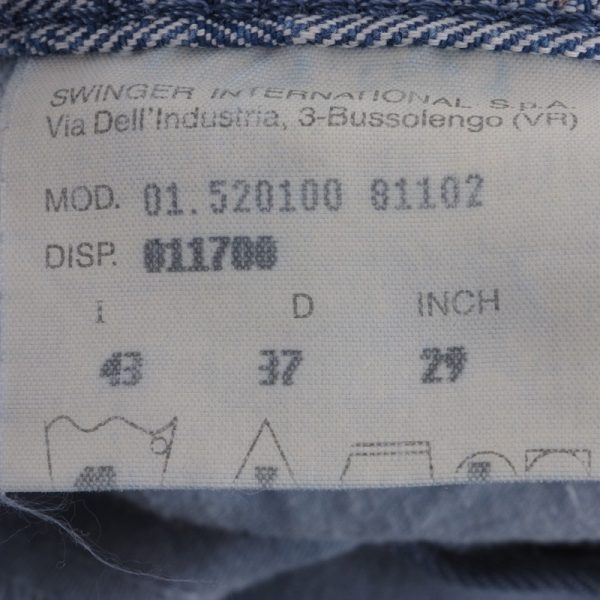 SWINGER INTERNATIONAL S.p.A.
Via Dell'Industria, 3-Bussolengo (VR)
MOD. 01.520100 81102
DISP. 011700
I D INCH
43 37 29